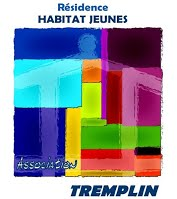 Résidence
HABITAT JEUNES
ASSOCIATION
TREMPLIN